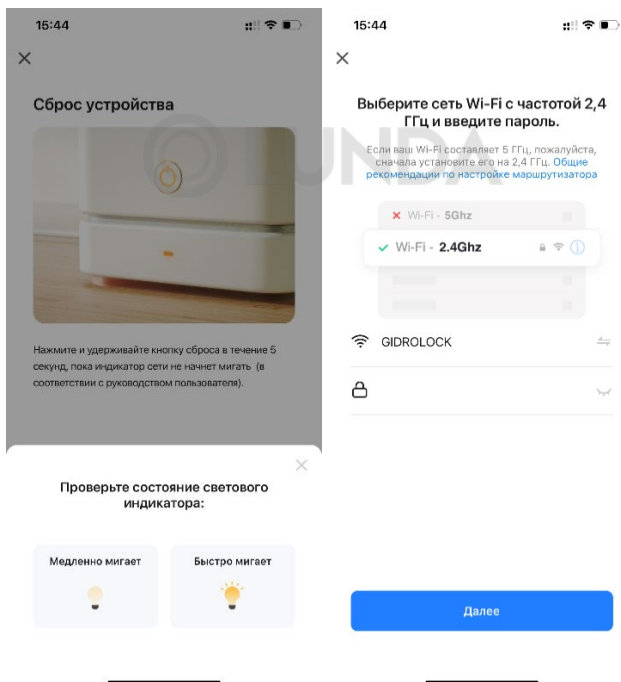 15:44
Сброс устройства
Нажмите и удерживайте кнопку сброса в течение 5
секунд, пока индикатор сети не начнет мигать (в
соответствии с руководством пользователя).
Проверьте состояние светового
индикатора:
Медленно мигает
Быстро мигает
15:44
Выберите сеть Wi-Fi с частотой 2,4
ГГц и введите пароль.
Если ваш Wi-Fi составляет 5 ГГц, пожалуйста,
сначала установите его на 2,4 ГГц. Общие
рекомендации по настройке маршрутизатора
Wi-Fi - 5Ghz
Wi-Fi - 2.4Ghz
GIDROLOCK
Далее
LUNDA